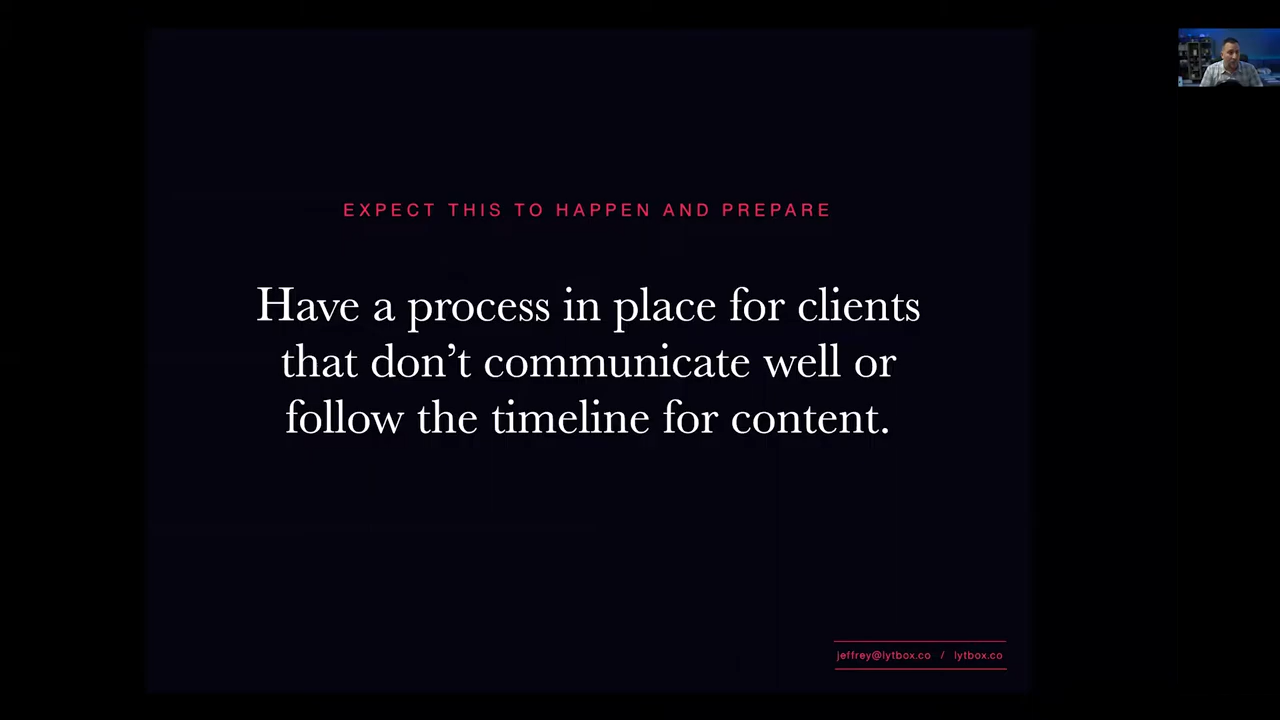 EXPECT THIS TO HAPPEN AND PREPARE
Have a process in place for clients
that don’t communicate well or
follow the timeline for content.
jeffrey@lytbox.co / lytbox.co